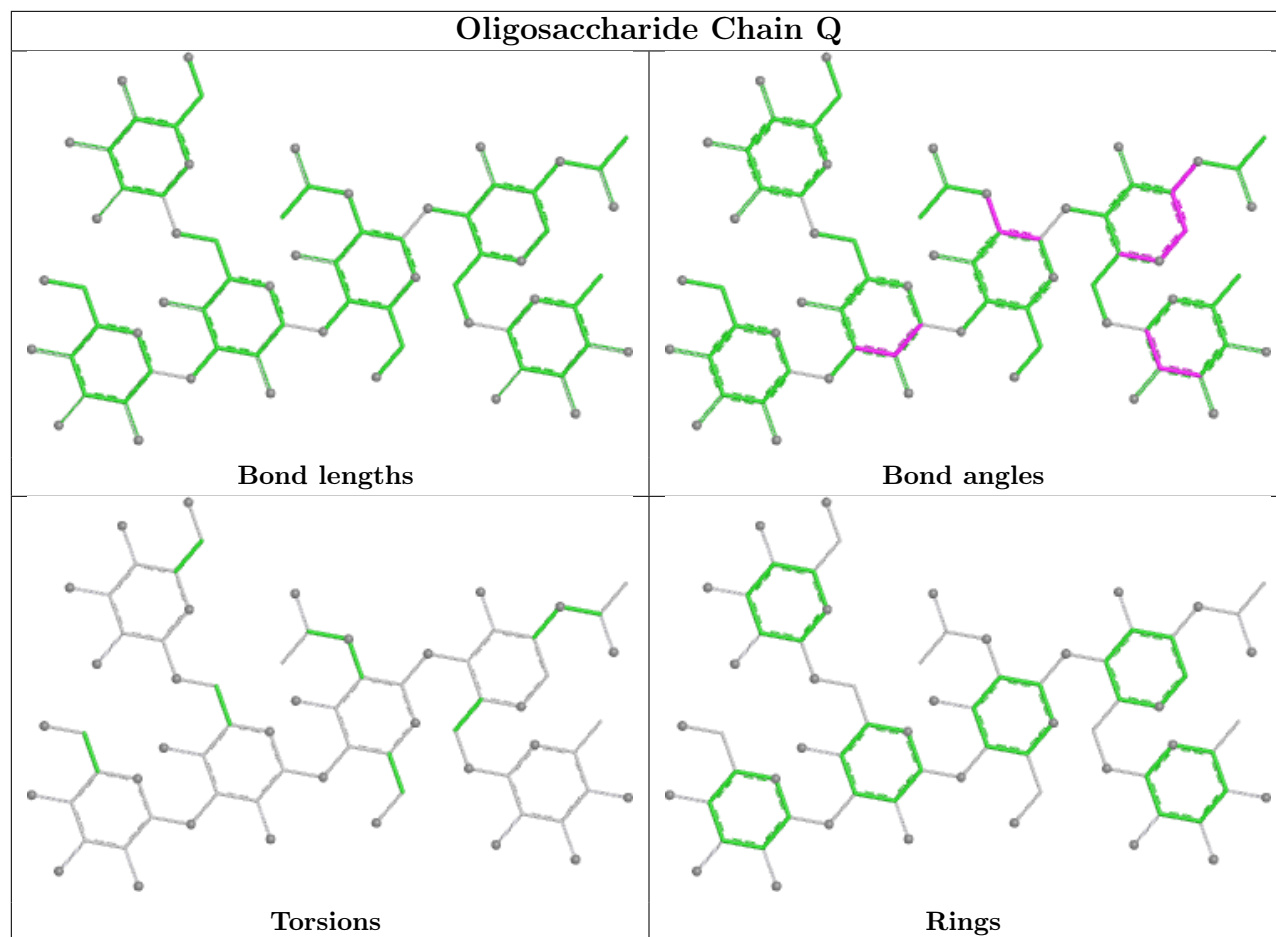 Oligosaccharide Chain Q
Bond lengths
Bond angles
Torsions
Rings